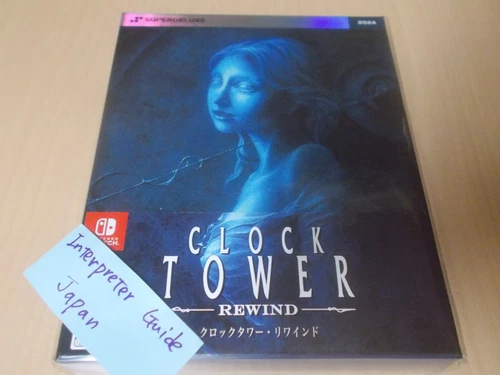 SUPERDELUXE
2024
CLOCK
TOWER
REWIND
クロックタワー・リワインド
Interpreter Guide
Japan